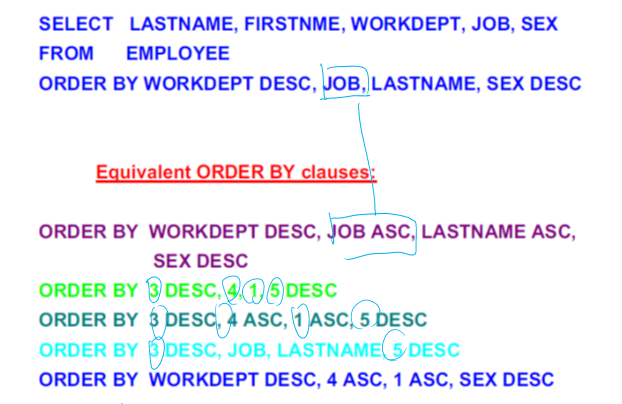 SELECT LASTNAME, FIRSTNME, WORKDEPT, JOB, SEX
FROM EMPLOYEE
ORDER BY WORKDEPT DESC, JOB, LASTNAME, SEX DESC
Equivalent ORDER BY clauses:
ORDER BY WORKDEPT DESC, JOB ASC, LASTNAME ASC,
SEX DESC
ORDER BY 3 DESC, 4, 1, 5 DESC
ORDER BY 3 DESC, 4 ASC, 1 ASC, 5 DESC
ORDER BY 3 DESC, JOB, LASTNAME, 5 DESC
ORDER BY WORKDEPT DESC, 4 ASC, 1 ASC, SEX DESC